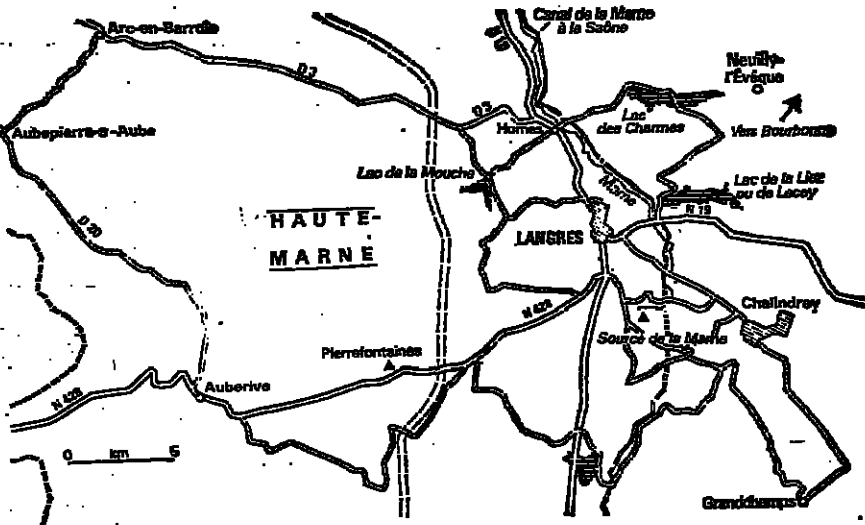 Arc-en-Barrois
Canal de la Marne
à la Saône
N 19
Neuilly-
l'Évêque
D 3
D 3
Humes
Lac
des Charmes
Vers Bourbonne
Aubepierre-s-Aube
Lac de la Mouche
Marne
Lac de la Liez
ou de Lecey
N 19
HAUTE-
MARNE
LANGRES
D 20
N 428
Chalindrey
Source de la Marne
Pierrefontaines
Auberive
N 428
0 km 5
Grandchamps